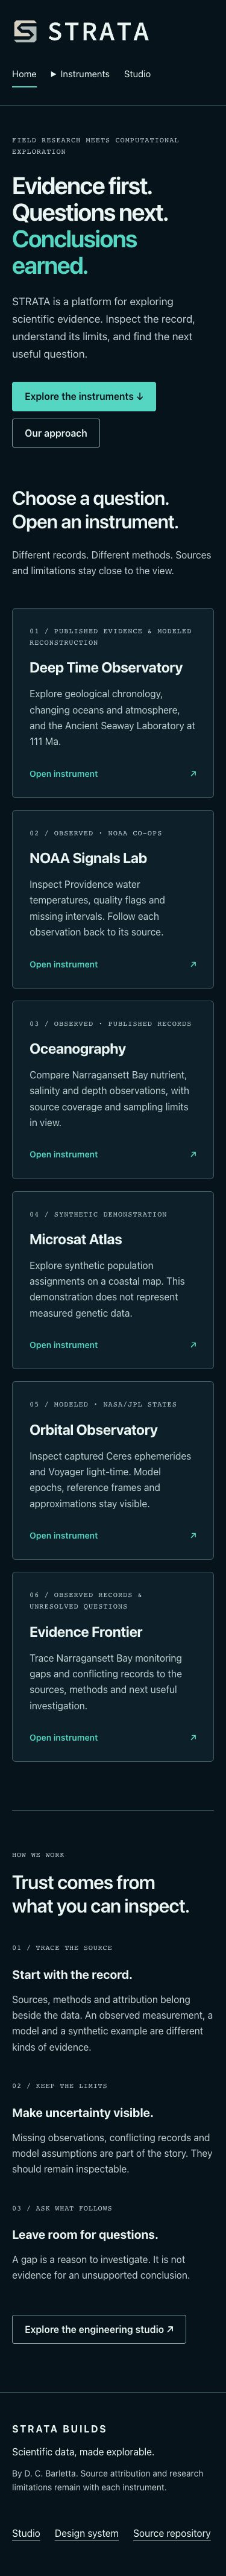 STRATA
Home ▶ Instruments Studio
FIELD RESEARCH MEETS COMPUTATIONAL
EXPLORATION
Evidence first.
Questions next.
Conclusions
earned.
STRATA is a platform for exploring
scientific evidence. Inspect the record,
understand its limits, and find the next
useful question.
Explore the instruments ↓
Our approach
Choose a question.
Open an instrument.
Different records. Different methods. Sources
and limitations stay close to the view.
01 / PUBLISHED EVIDENCE & MODELED
RECONSTRUCTION
Deep Time Observatory
Explore geological chronology,
changing oceans and atmosphere,
and the Ancient Seaway Laboratory at
111 Ma.
Open instrument ↗
02 / OBSERVED · NOAA CO-OPS
NOAA Signals Lab
Inspect Providence water
temperatures, quality flags and
missing intervals. Follow each
observation back to its source.
Open instrument ↗
03 / OBSERVED · PUBLISHED RECORDS
Oceanography
Compare Narragansett Bay nutrient,
salinity and depth observations, with
source coverage and sampling limits
in view.
Open instrument ↗
04 / SYNTHETIC DEMONSTRATION
Microsat Atlas
Explore synthetic population
assignments on a coastal map. This
demonstration does not represent
measured genetic data.
Open instrument ↗
05 / MODELED · NASA/JPL STATES
Orbital Observatory
Inspect captured Ceres ephemerides
and Voyager light-time. Model
epochs, reference frames and
approximations stay visible.
Open instrument ↗
06 / OBSERVED RECORDS &
UNRESOLVED QUESTIONS
Evidence Frontier
Trace Narragansett Bay monitoring
gaps and conflicting records to the
sources, methods and next useful
investigation.
Open instrument ↗
HOW WE WORK
Trust comes from
what you can inspect.
01 / TRACE THE SOURCE
Start with the record.
Sources, methods and attribution belong
beside the data. An observed measurement, a
model and a synthetic example are different
kinds of evidence.
02 / KEEP THE LIMITS
Make uncertainty visible.
Missing observations, conflicting records and
model assumptions are part of the story. They
should remain inspectable.
03 / ASK WHAT FOLLOWS
Leave room for questions.
A gap is a reason to investigate. It is not
evidence for an unsupported conclusion.
Explore the engineering studio ↗
STRATA BUILDS
Scientific data, made explorable.
By D. C. Barletta. Source attribution and research
limitations remain with each instrument.
Studio Design system Source repository